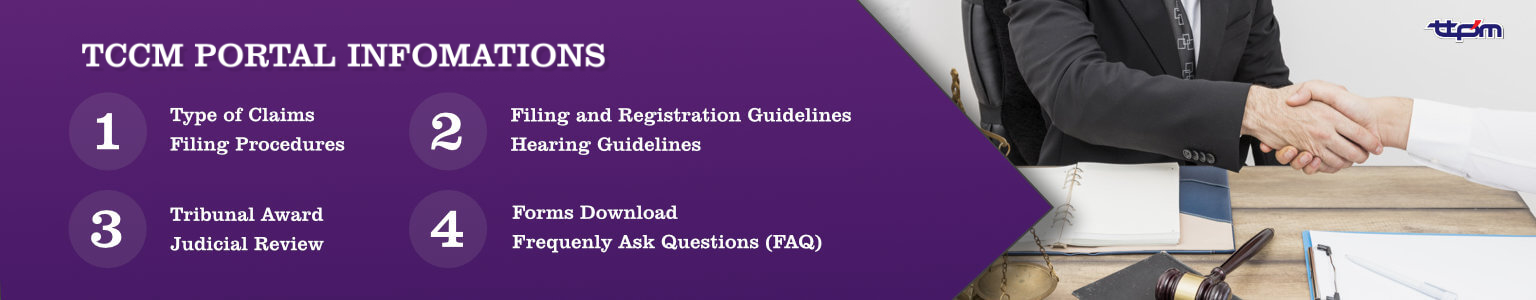 TCCM PORTAL INFOMATIONS
1
Type of Claims
Filing Procedures
2
Filing and Registration Guidelines
Hearing Guidelines
3
Tribunal Award
Judicial Review
4
Forms Download
Frequenly Ask Questions (FAQ)
ttpm